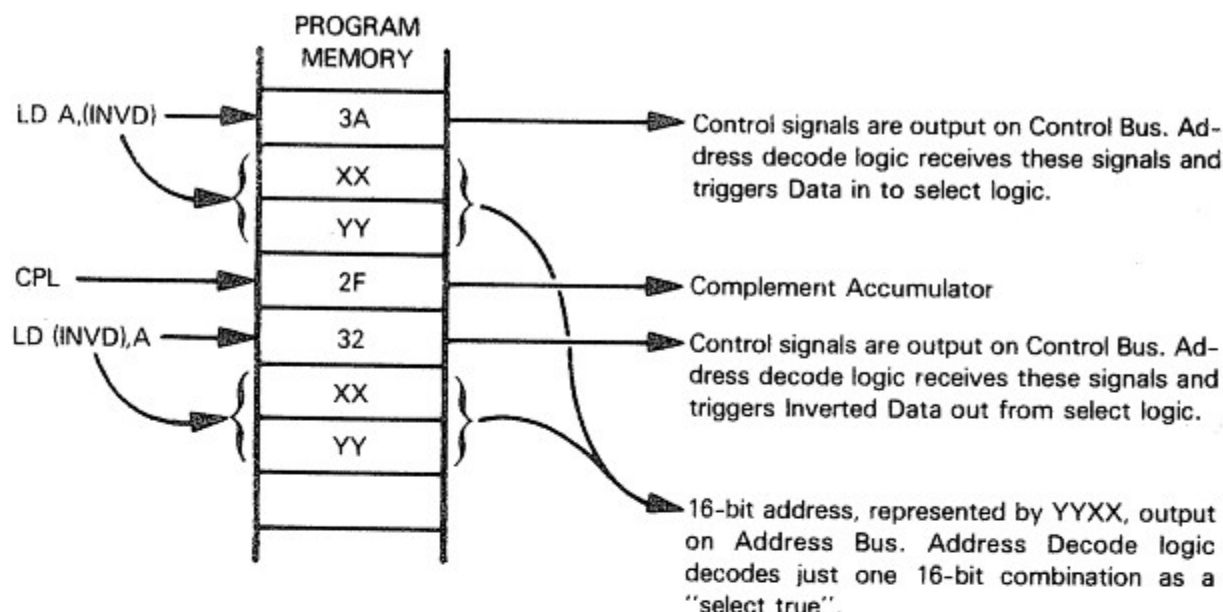 PROGRAM
MEMORY
LD A,(INVD)
3A
Control signals are output on Control Bus. Ad-
dress decode logic receives these signals and
triggers Data in to select logic.
XX
YY
CPL
2F
Complement Accumulator
LD (INVD),A
32
Control signals are output on Control Bus. Ad-
dress decode logic receives these signals and
triggers Inverted Data out from select logic.
XX
YY
16-bit address, represented by YYXX, output
on Address Bus. Address Decode logic
decodes just one 16-bit combination as a
"select true".